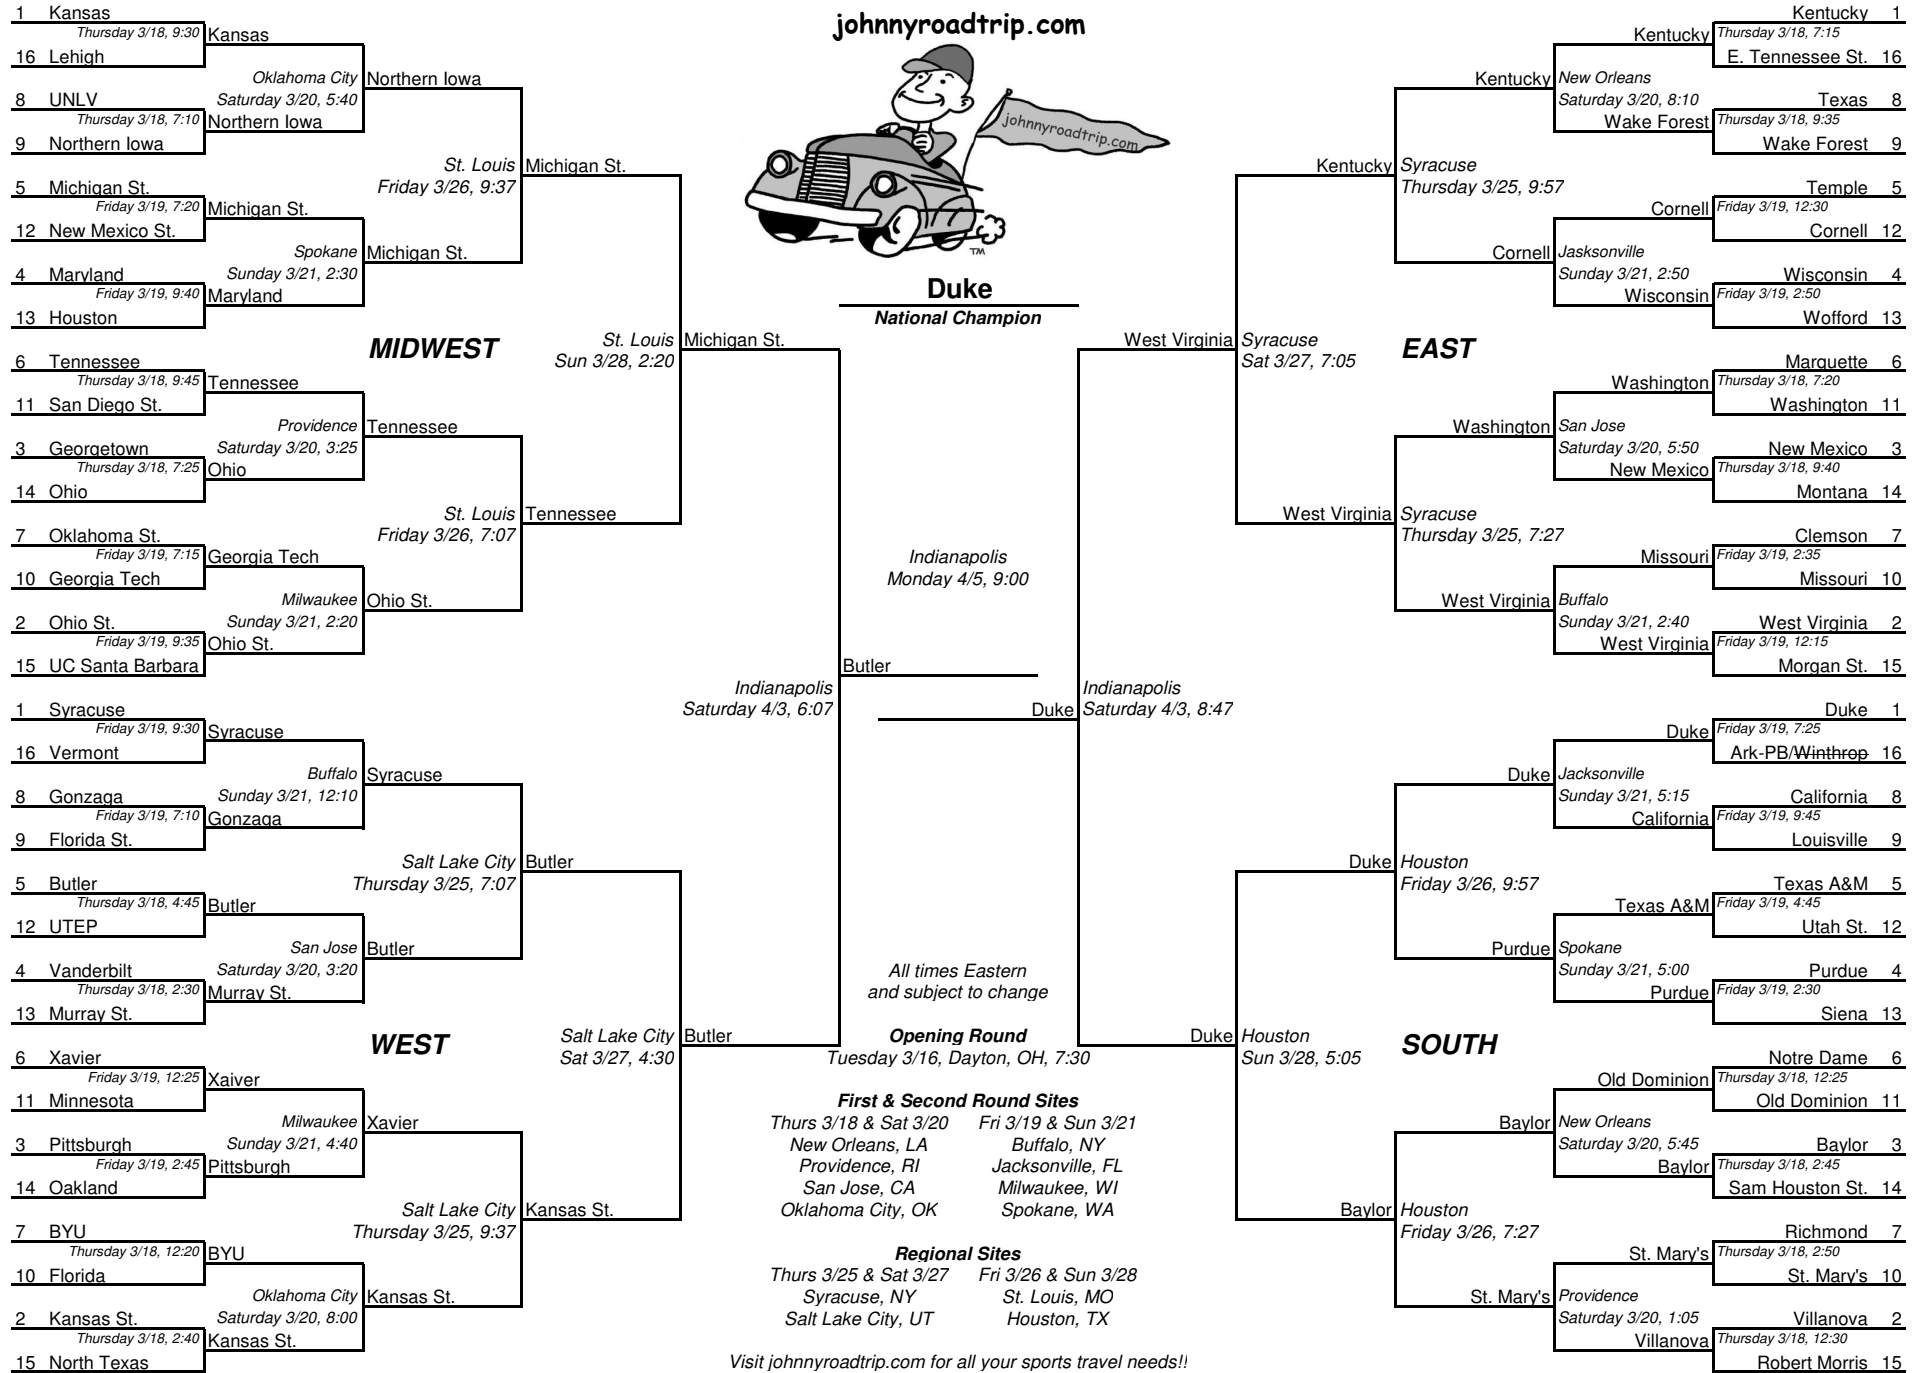 johnnyroadtrip.com
johnnyroadtrip.com
TM
Duke
National Champion
MIDWEST
1 Kansas
Thursday 3/18, 9:30
Kansas
16 Lehigh
Oklahoma City
Saturday 3/20, 5:40
Northern Iowa
8 UNLV
Thursday 3/18, 7:10
Northern Iowa
9 Northern Iowa
St. Louis
Friday 3/26, 9:37
Michigan St.
5 Michigan St.
Friday 3/19, 7:20
Michigan St.
12 New Mexico St.
Spokane
Sunday 3/21, 2:30
Michigan St.
4 Maryland
Friday 3/19, 9:40
Maryland
13 Houston
St. Louis
Sun 3/28, 2:20
Michigan St.
6 Tennessee
Thursday 3/18, 9:45
Tennessee
11 San Diego St.
Providence
Saturday 3/20, 3:25
Tennessee
3 Georgetown
Thursday 3/18, 7:25
Ohio
14 Ohio
St. Louis
Friday 3/26, 7:07
Tennessee
7 Oklahoma St.
Friday 3/19, 7:15
Georgia Tech
10 Georgia Tech
Milwaukee
Sunday 3/21, 2:20
Ohio St.
2 Ohio St.
Friday 3/19, 9:35
Ohio St.
15 UC Santa Barbara
Indianapolis
Saturday 4/3, 6:07
Butler
WEST
1 Syracuse
Friday 3/19, 9:30
Syracuse
16 Vermont
Buffalo
Sunday 3/21, 12:10
Syracuse
8 Gonzaga
Friday 3/19, 7:10
Gonzaga
9 Florida St.
Salt Lake City
Thursday 3/25, 7:07
Butler
5 Butler
Thursday 3/18, 4:45
Butler
12 UTEP
San Jose
Saturday 3/20, 3:20
Butler
4 Vanderbilt
Thursday 3/18, 2:30
Murray St.
13 Murray St.
Salt Lake City
Sat 3/27, 4:30
Butler
6 Xavier
Friday 3/19, 12:25
Xaiver
11 Minnesota
Milwaukee
Sunday 3/21, 4:40
Xavier
3 Pittsburgh
Friday 3/19, 2:45
Pittsburgh
14 Oakland
Salt Lake City
Thursday 3/25, 9:37
Kansas St.
7 BYU
Thursday 3/18, 12:20
BYU
10 Florida
Oklahoma City
Saturday 3/20, 8:00
Kansas St.
2 Kansas St.
Thursday 3/18, 2:40
Kansas St.
15 North Texas
Indianapolis
Monday 4/5, 9:00
All times Eastern
and subject to change
Opening Round
Tuesday 3/16, Dayton, OH, 7:30
First & Second Round Sites
Thurs 3/18 & Sat 3/20 Fri 3/19 & Sun 3/21
New Orleans, LA Buffalo, NY
Providence, RI Jacksonville, FL
San Jose, CA Milwaukee, WI
Oklahoma City, OK Spokane, WA
Regional Sites
Thurs 3/25 & Sat 3/27 Fri 3/26 & Sun 3/28
Syracuse, NY St. Louis, MO
Salt Lake City, UT Houston, TX
Visit johnnyroadtrip.com for all your sports travel needs!!
EAST
Kentucky 1
Kentucky
Thursday 3/18, 7:15
E. Tennessee St. 16
Kentucky
New Orleans
Saturday 3/20, 8:10
Texas 8
Wake Forest
Thursday 3/18, 9:35
Wake Forest 9
Kentucky
Syracuse
Thursday 3/25, 9:57
Temple 5
Cornell
Friday 3/19, 12:30
Cornell 12
Cornell
Jasksonville
Sunday 3/21, 2:50
Wisconsin 4
Wisconsin
Friday 3/19, 2:50
Wofford 13
West Virginia
Syracuse
Sat 3/27, 7:05
Marquette 6
Washington
Thursday 3/18, 7:20
Washington 11
Washington
San Jose
Saturday 3/20, 5:50
New Mexico 3
New Mexico
Thursday 3/18, 9:40
Montana 14
West Virginia
Syracuse
Thursday 3/25, 7:27
Clemson 7
Missouri
Friday 3/19, 2:35
Missouri 10
West Virginia
Buffalo
Sunday 3/21, 2:40
West Virginia 2
West Virginia
Friday 3/19, 12:15
Morgan St. 15
Duke
Indianapolis
Saturday 4/3, 8:47
SOUTH
Duke 1
Duke
Friday 3/19, 7:25
Ark-PB/Winthrop 16
Duke
Jacksonville
Sunday 3/21, 5:15
California 8
California
Friday 3/19, 9:45
Louisville 9
Duke
Houston
Friday 3/26, 9:57
Texas A&M 5
Texas A&M
Friday 3/19, 4:45
Utah St. 12
Purdue
Spokane
Sunday 3/21, 5:00
Purdue 4
Purdue
Friday 3/19, 2:30
Siena 13
Duke
Houston
Sun 3/28, 5:05
Notre Dame 6
Old Dominion
Thursday 3/18, 12:25
Old Dominion 11
Baylor
New Orleans
Saturday 3/20, 5:45
Baylor 3
Baylor
Thursday 3/18, 2:45
Sam Houston St. 14
Baylor
Houston
Friday 3/26, 7:27
Richmond 7
St. Mary's
Thursday 3/18, 2:50
St. Mary's 10
St. Mary's
Providence
Saturday 3/20, 1:05
Villanova 2
Villanova
Thursday 3/18, 12:30
Robert Morris 15